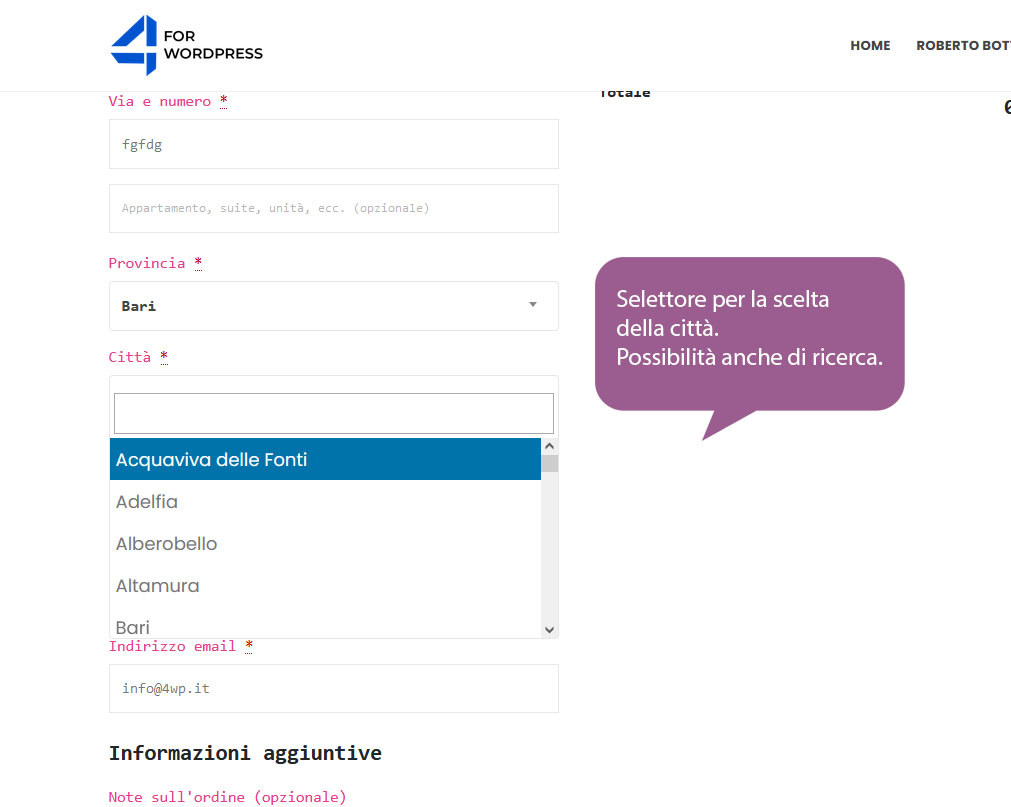 FOR
WORDPRESS
HOME
Via e numero *
Totale
fgfdg
Appartamento, suite, unità, ecc. (opzionale)
Provincia *
Bari
Selettore per la scelta
della città.
Possibilità anche di ricerca.
Città *
Acquaviva delle Fonti
Adelfia
Alberobello
Altamura
Bari
Indirizzo email *
info@4wp.it
Informazioni aggiuntive
Note sull'ordine (opzionale)